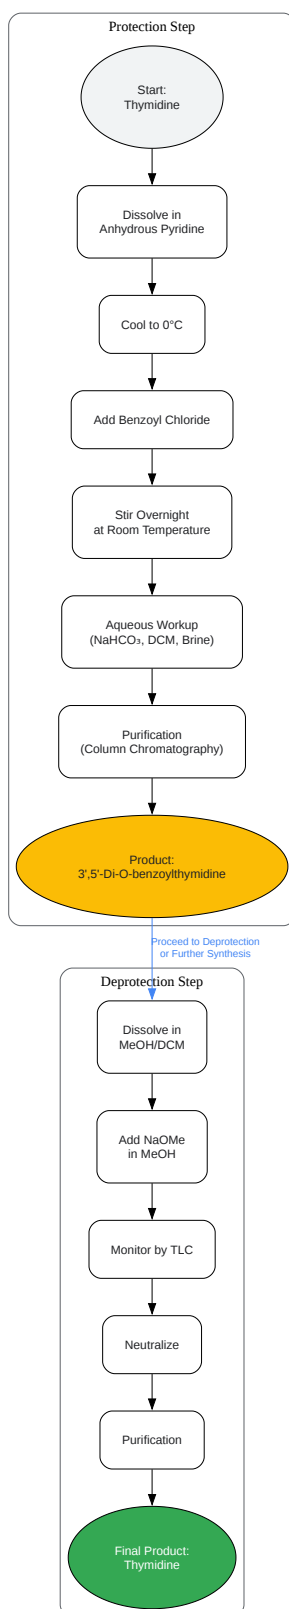 Protection Step
Start:
Thymidine
Dissolve in
Anhydrous Pyridine
Cool to 0°C
Add Benzoyl Chloride
Stir Overnight
at Room Temperature
Aqueous Workup
(NaHCO₃, DCM, Brine)
Purification
(Column Chromatography)
Product:
3',5'-Di-O-benzoylthymidine
Proceed to Deprotection
or Further Synthesis
Deprotection Step
Dissolve in
MeOH/DCM
Add NaOMe
in MeOH
Monitor by TLC
Neutralize
Purification
Final Product:
Thymidine